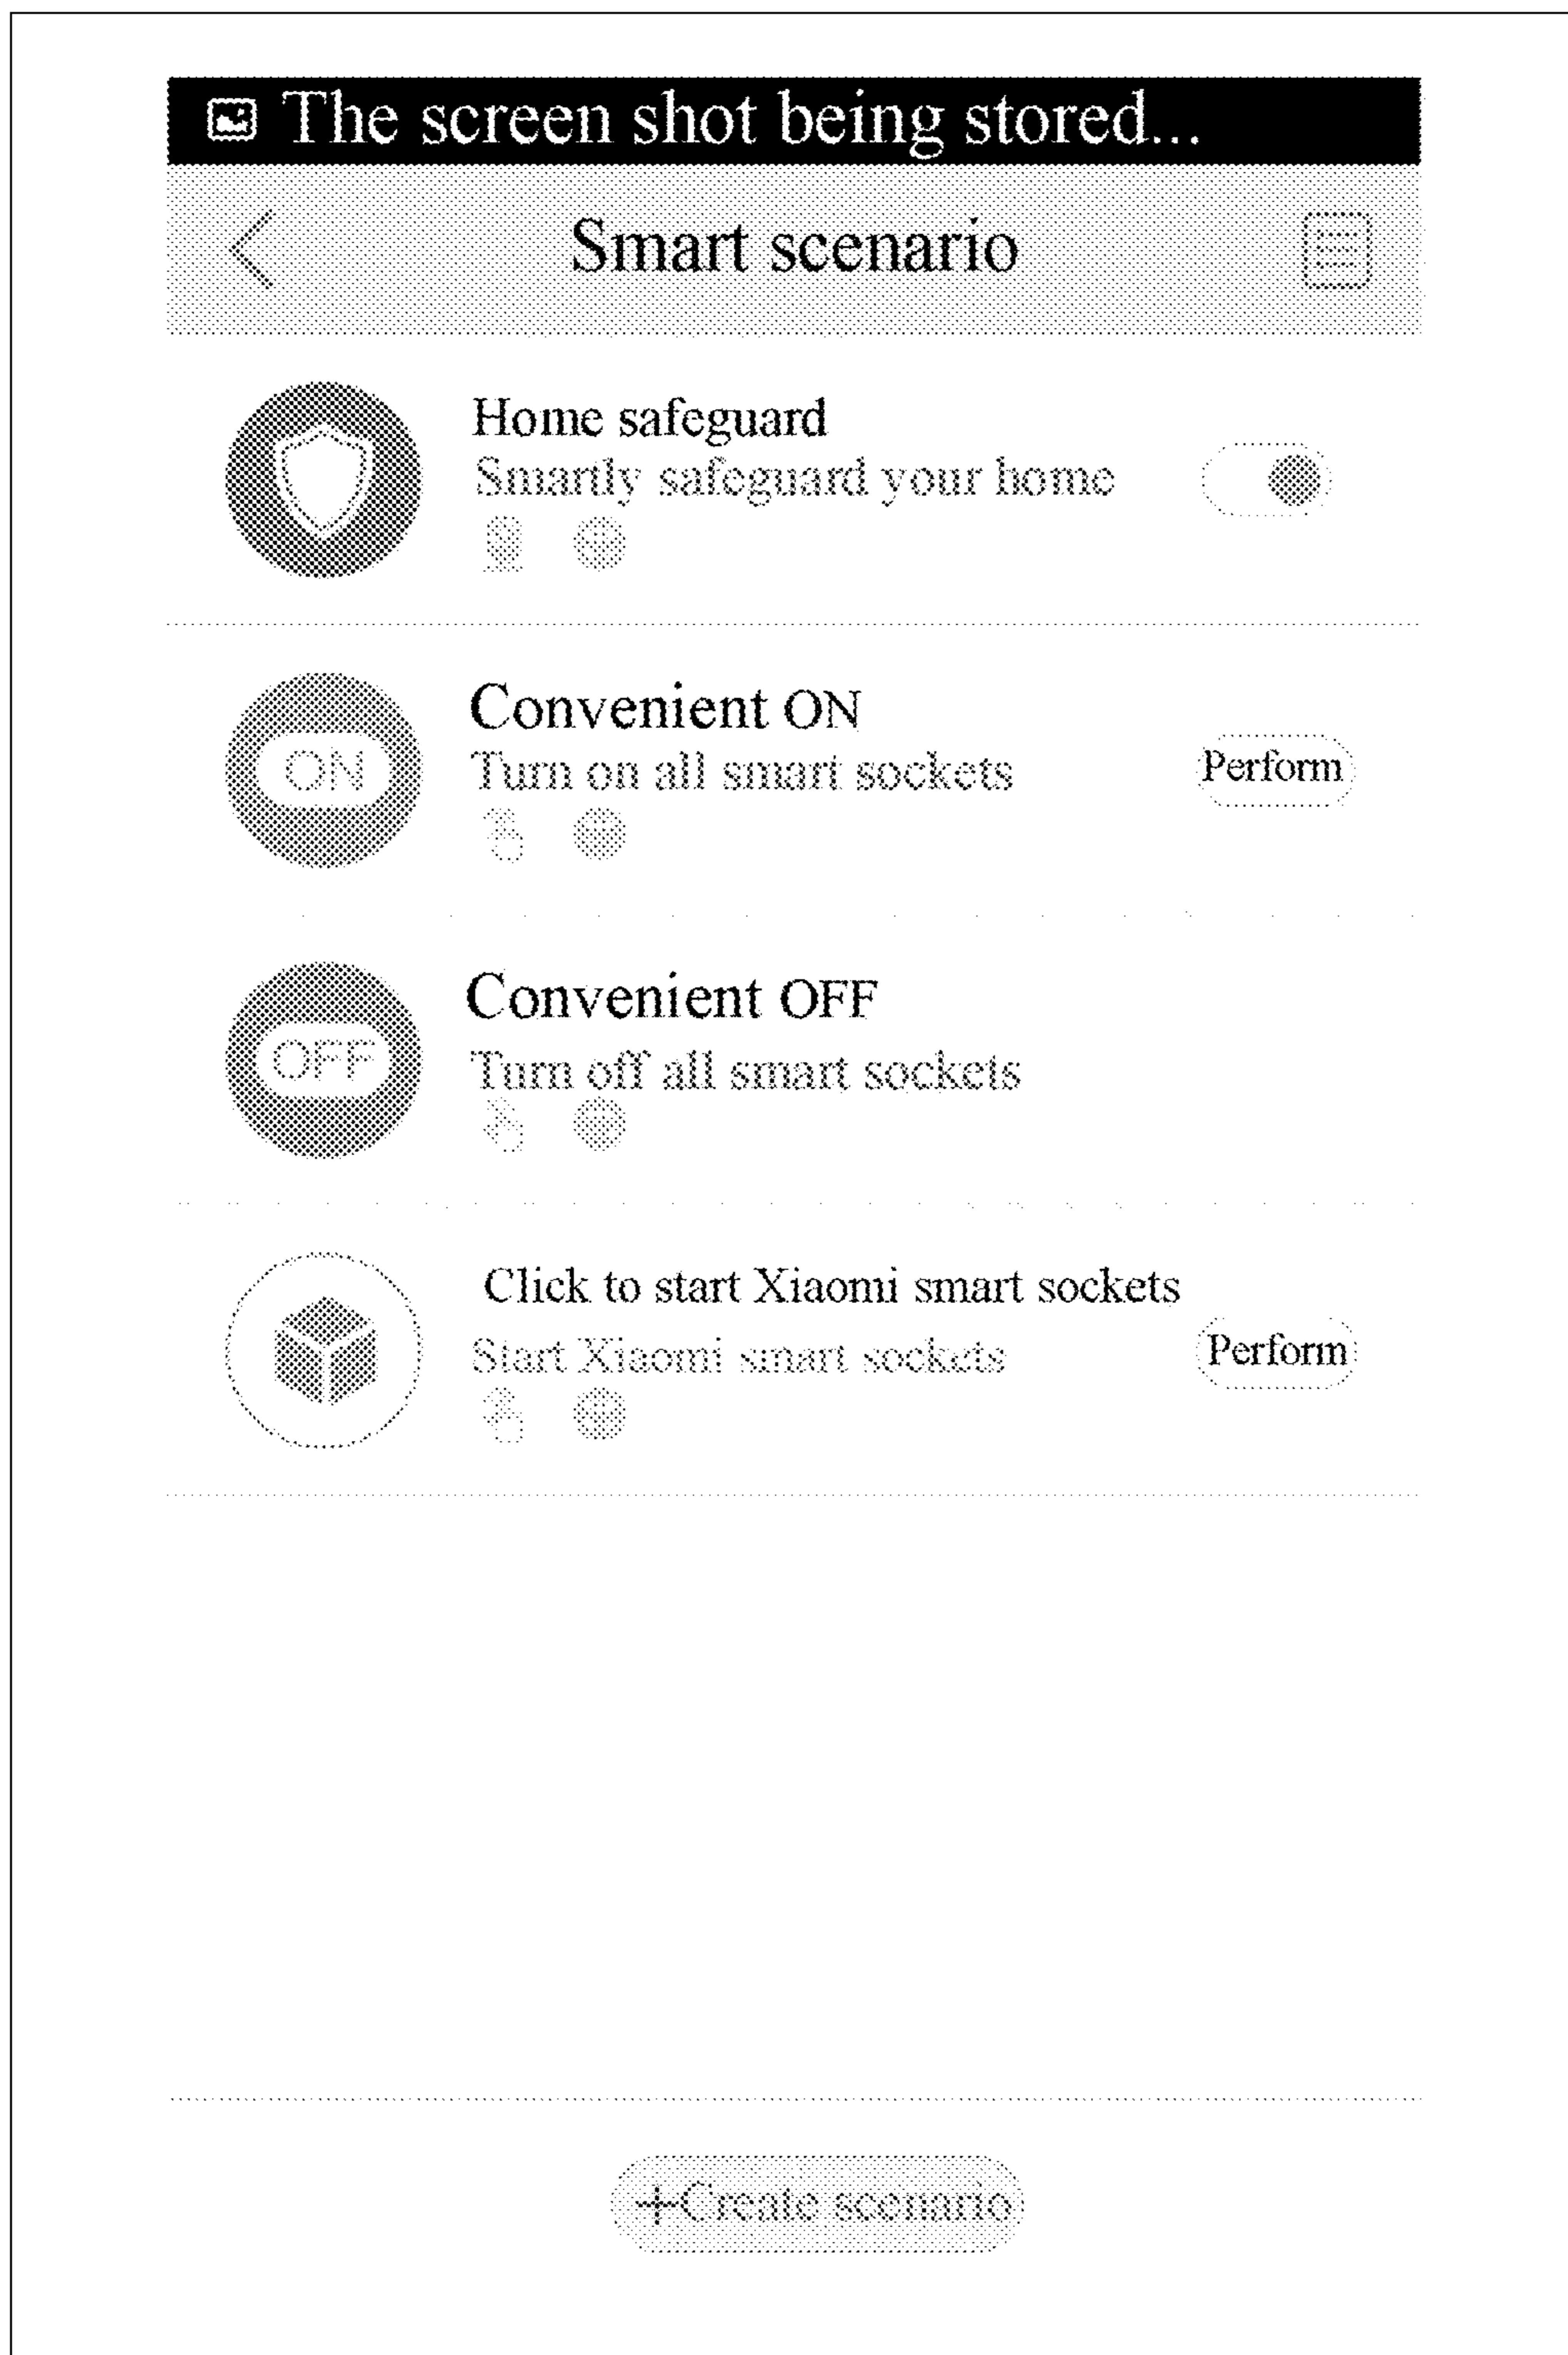 The screen shot being stored...
Smart scenario
Home safeguard
Smartly safeguard your home
Convenient ON
ON
Turn on all smart sockets
Perform
Convenient OFF
OFF
Turn off all smart sockets
Click to start Xiaomi smart sockets
Start Xiaomi smart sockets
Perform
+Create scenario